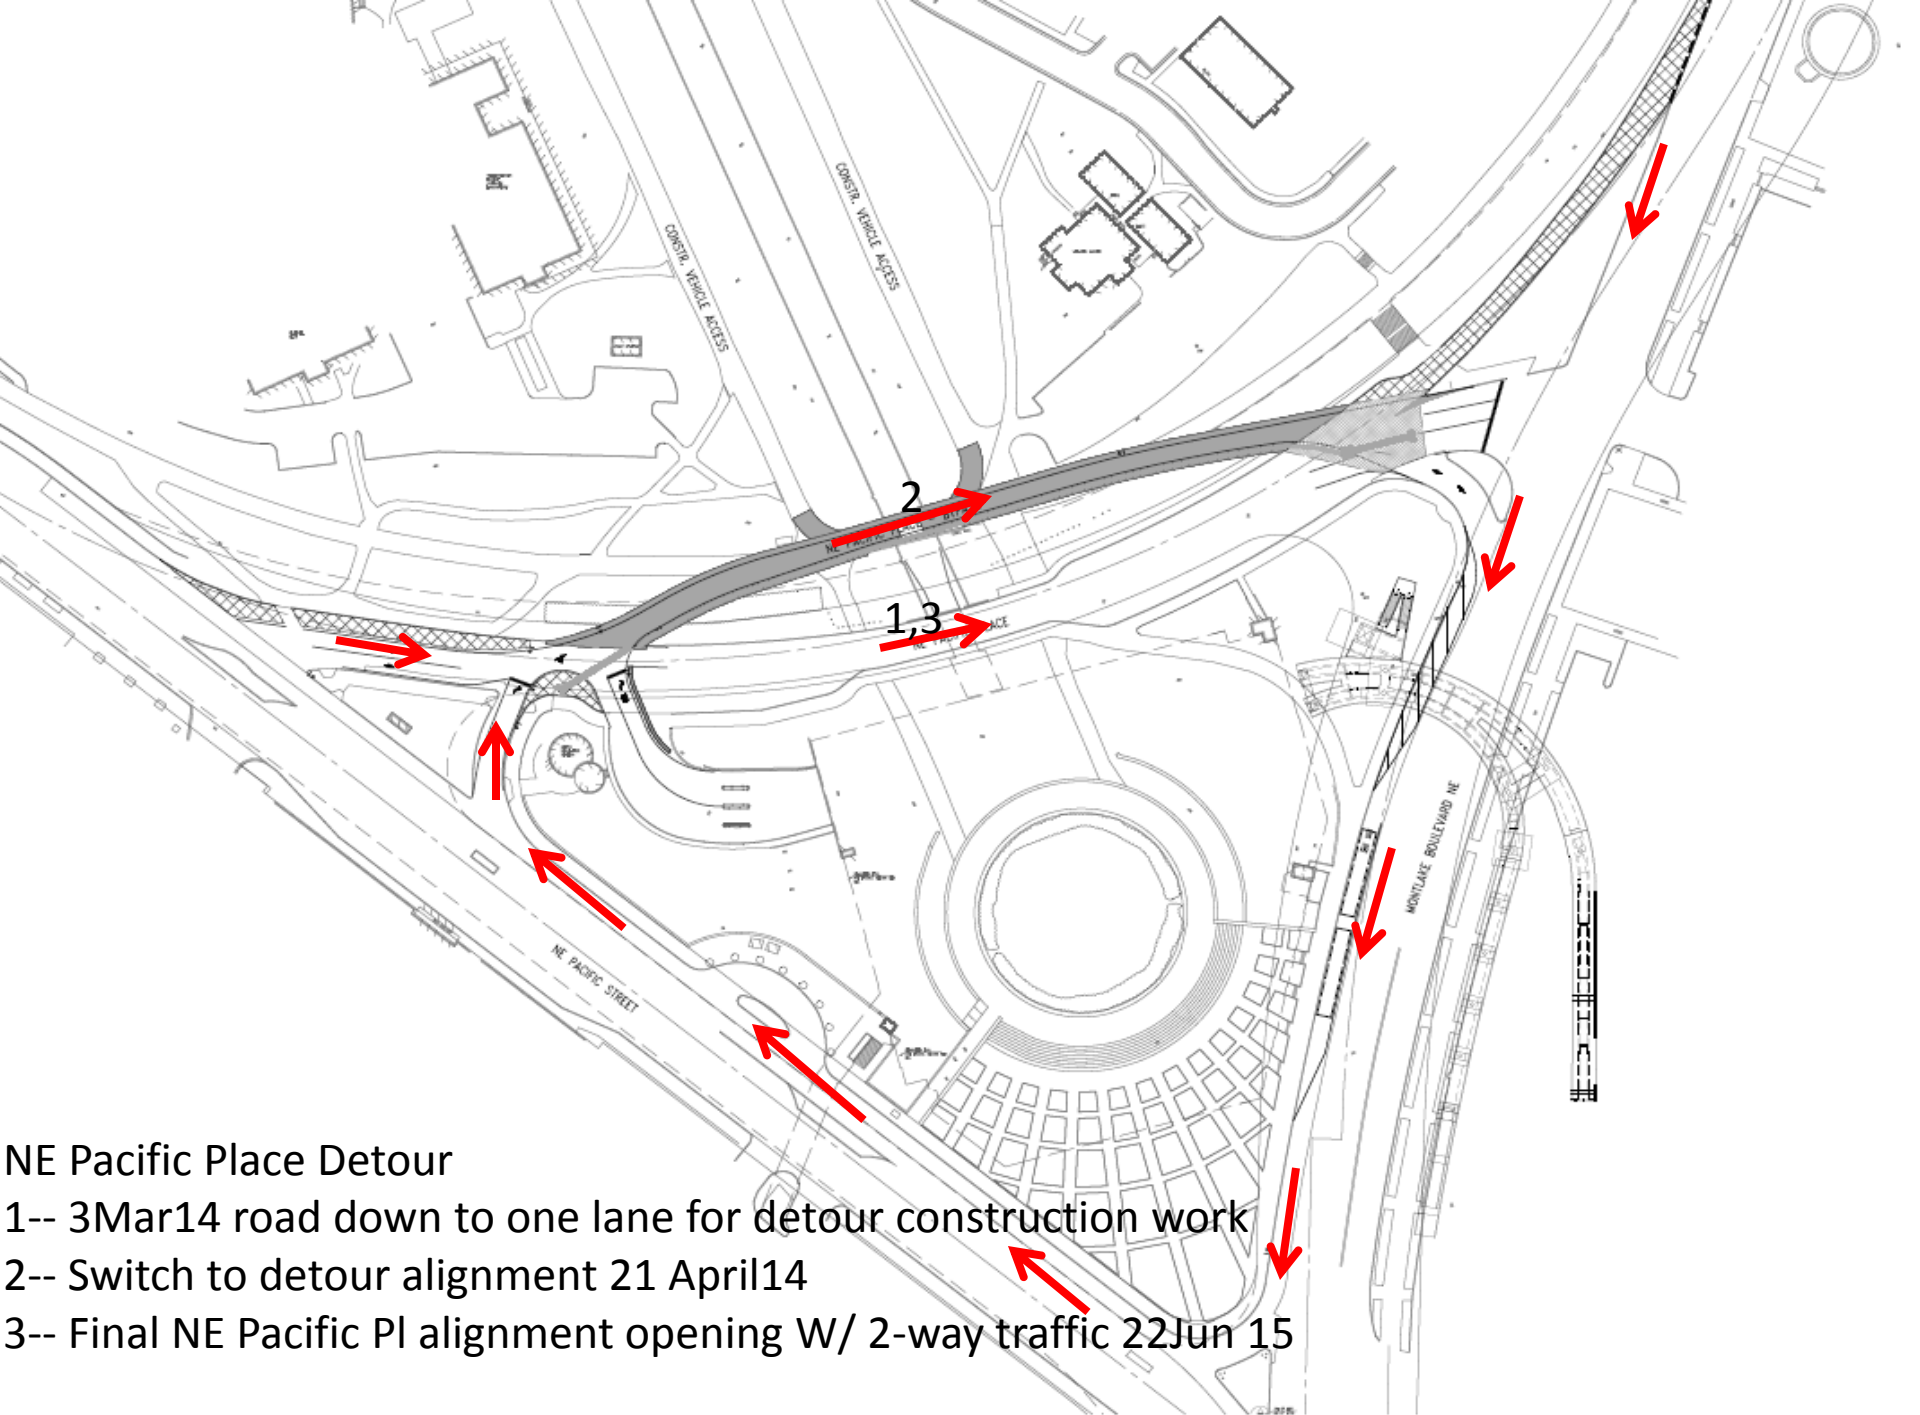 CONSTR. VEHICLE ACCESS
CONSTR. VEHICLE ACCESS
2
1,3
MONTLAKE BOULEVARD NE
NE PACIFIC STREET
NE Pacific Place Detour
1-- 3Mar14 road down to one lane for detour construction work
2-- Switch to detour alignment 21 April14
3-- Final NE Pacific Pl alignment opening W/ 2-way traffic 22Jun 15